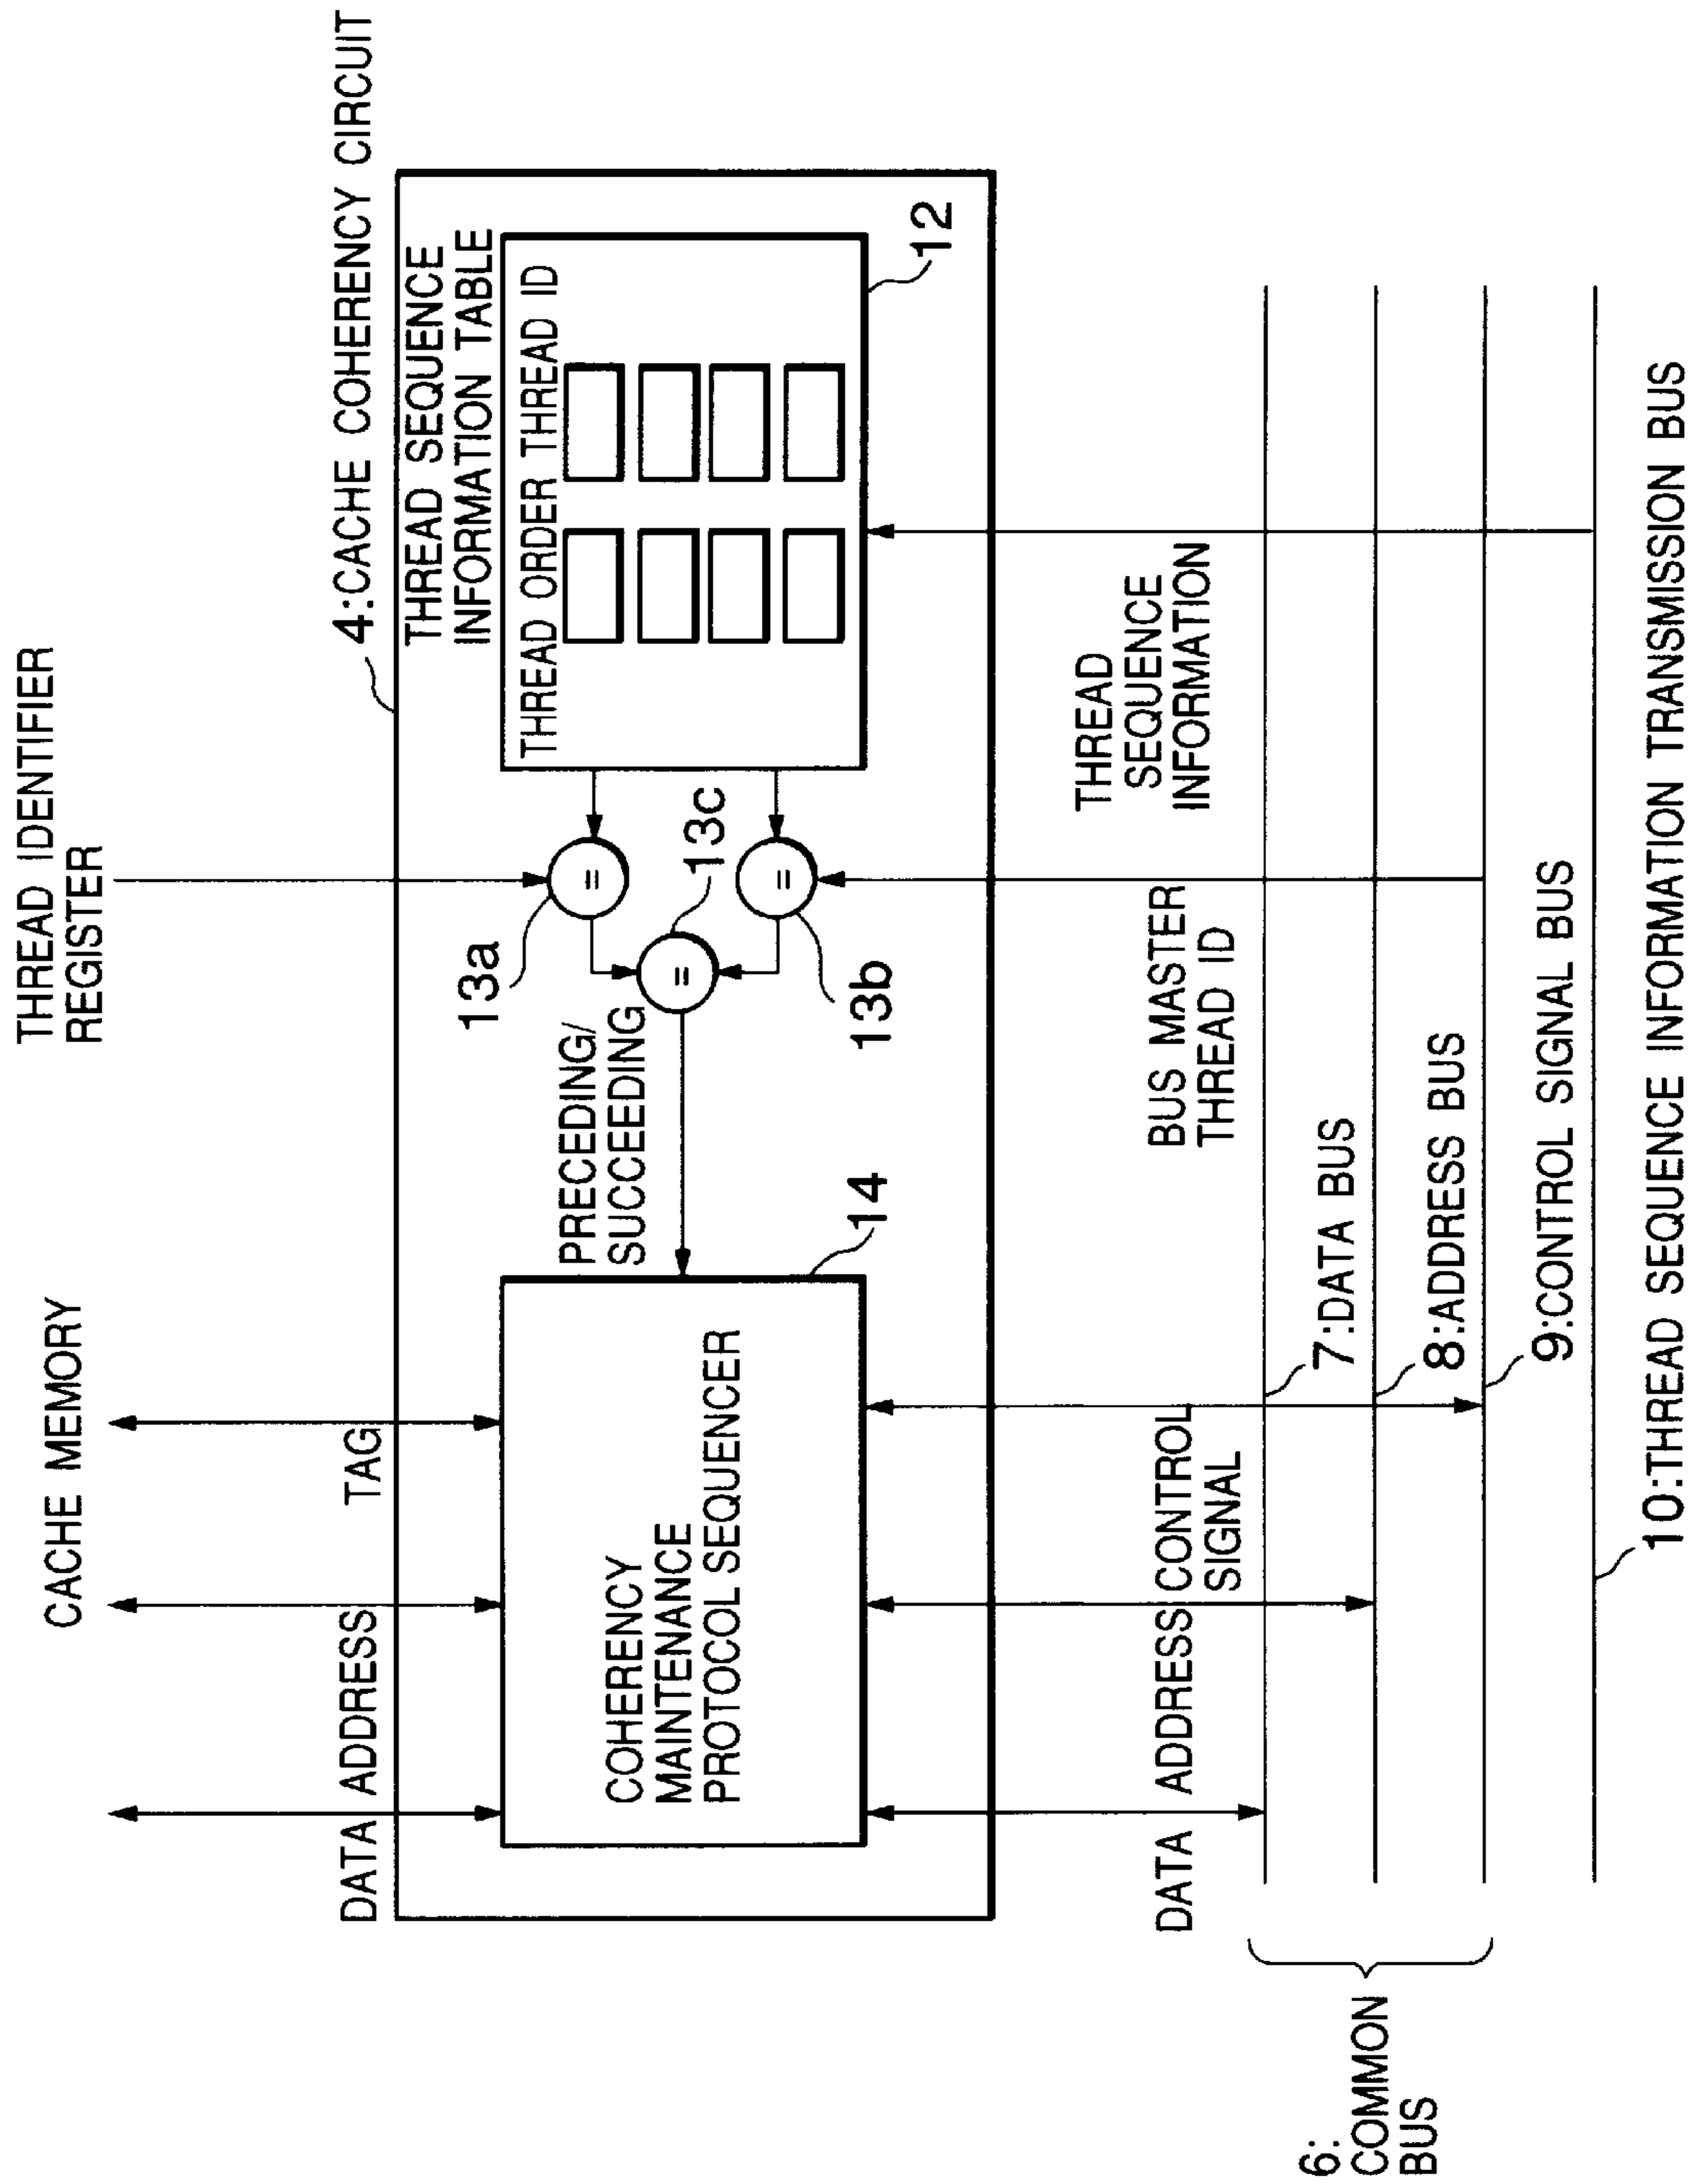 THREAD IDENTIFIER
REGISTER
CACHE MEMORY
4:CACHE COHERENCY CIRCUIT
DATA ADDRESS TAG
THREAD SEQUENCE
INFORMATION TABLE
THREAD ORDER THREAD ID
12
13a
=
=
13c
=
13b
PRECEDING/
SUCCEEDING
14
COHERENCY
MAINTENANCE
PROTOCOL SEQUENCER
THREAD
SEQUENCE
INFORMATION
BUS MASTER
THREAD ID
DATA ADDRESS CONTROL
SIGNAL
7:DATA BUS
8:ADDRESS BUS
9:CONTROL SIGNAL BUS
10:THREAD SEQUENCE INFORMATION TRANSMISSION BUS
6:
COMMON
BUS